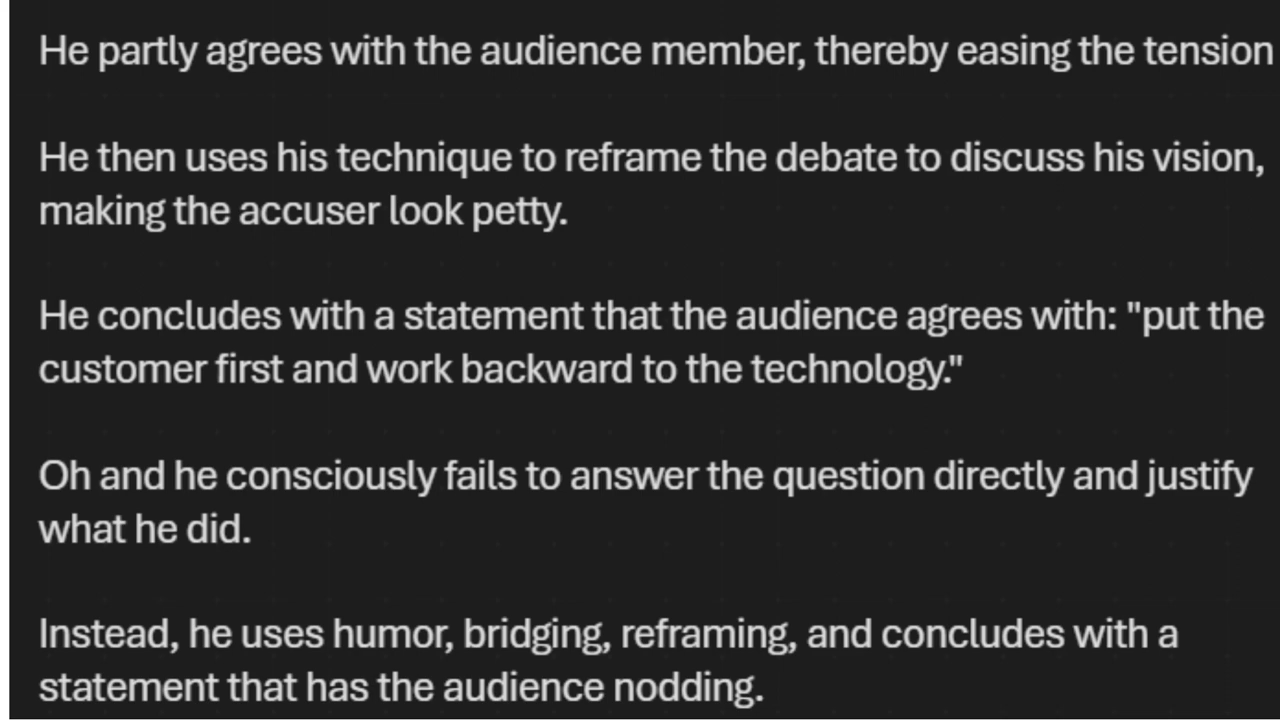 He partly agrees with the audience member, thereby easing the tension
He then uses his technique to reframe the debate to discuss his vision,
making the accuser look petty.
He concludes with a statement that the audience agrees with: "put the
customer first and work backward to the technology."
Oh and he consciously fails to answer the question directly and justify
what he did.
Instead, he uses humor, bridging, reframing, and concludes with a
statement that has the audience nodding.